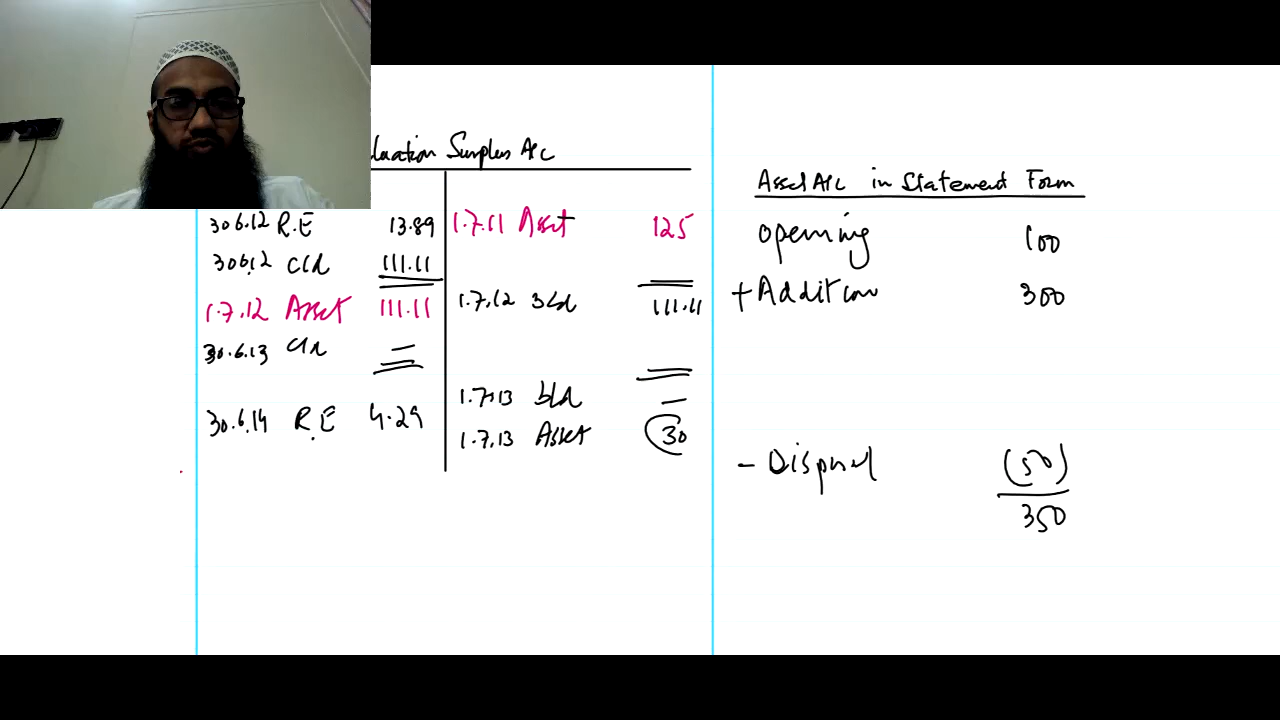 luation Surplus A/c
30.6.12 R.E 13.89 1.7.11 Asset 125
30.6.12 c/d 111.11
1.7.12 Asset 111.11 1.7.12 b/d 111.11
30.6.13 c/d –
1.7.13 b/d –
30.6.14 R.E 4.29 1.7.13 Asset 30
Asset A/c in Statement Form
Opening 100
+ Addition 300
- Disposal (50)
350